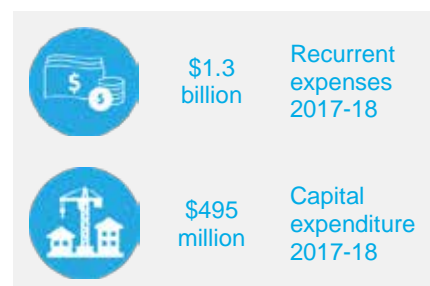 $
$
$1.3
billion
Recurrent
expenses
2017-18
$495
million
Capital
expenditure
2017-18